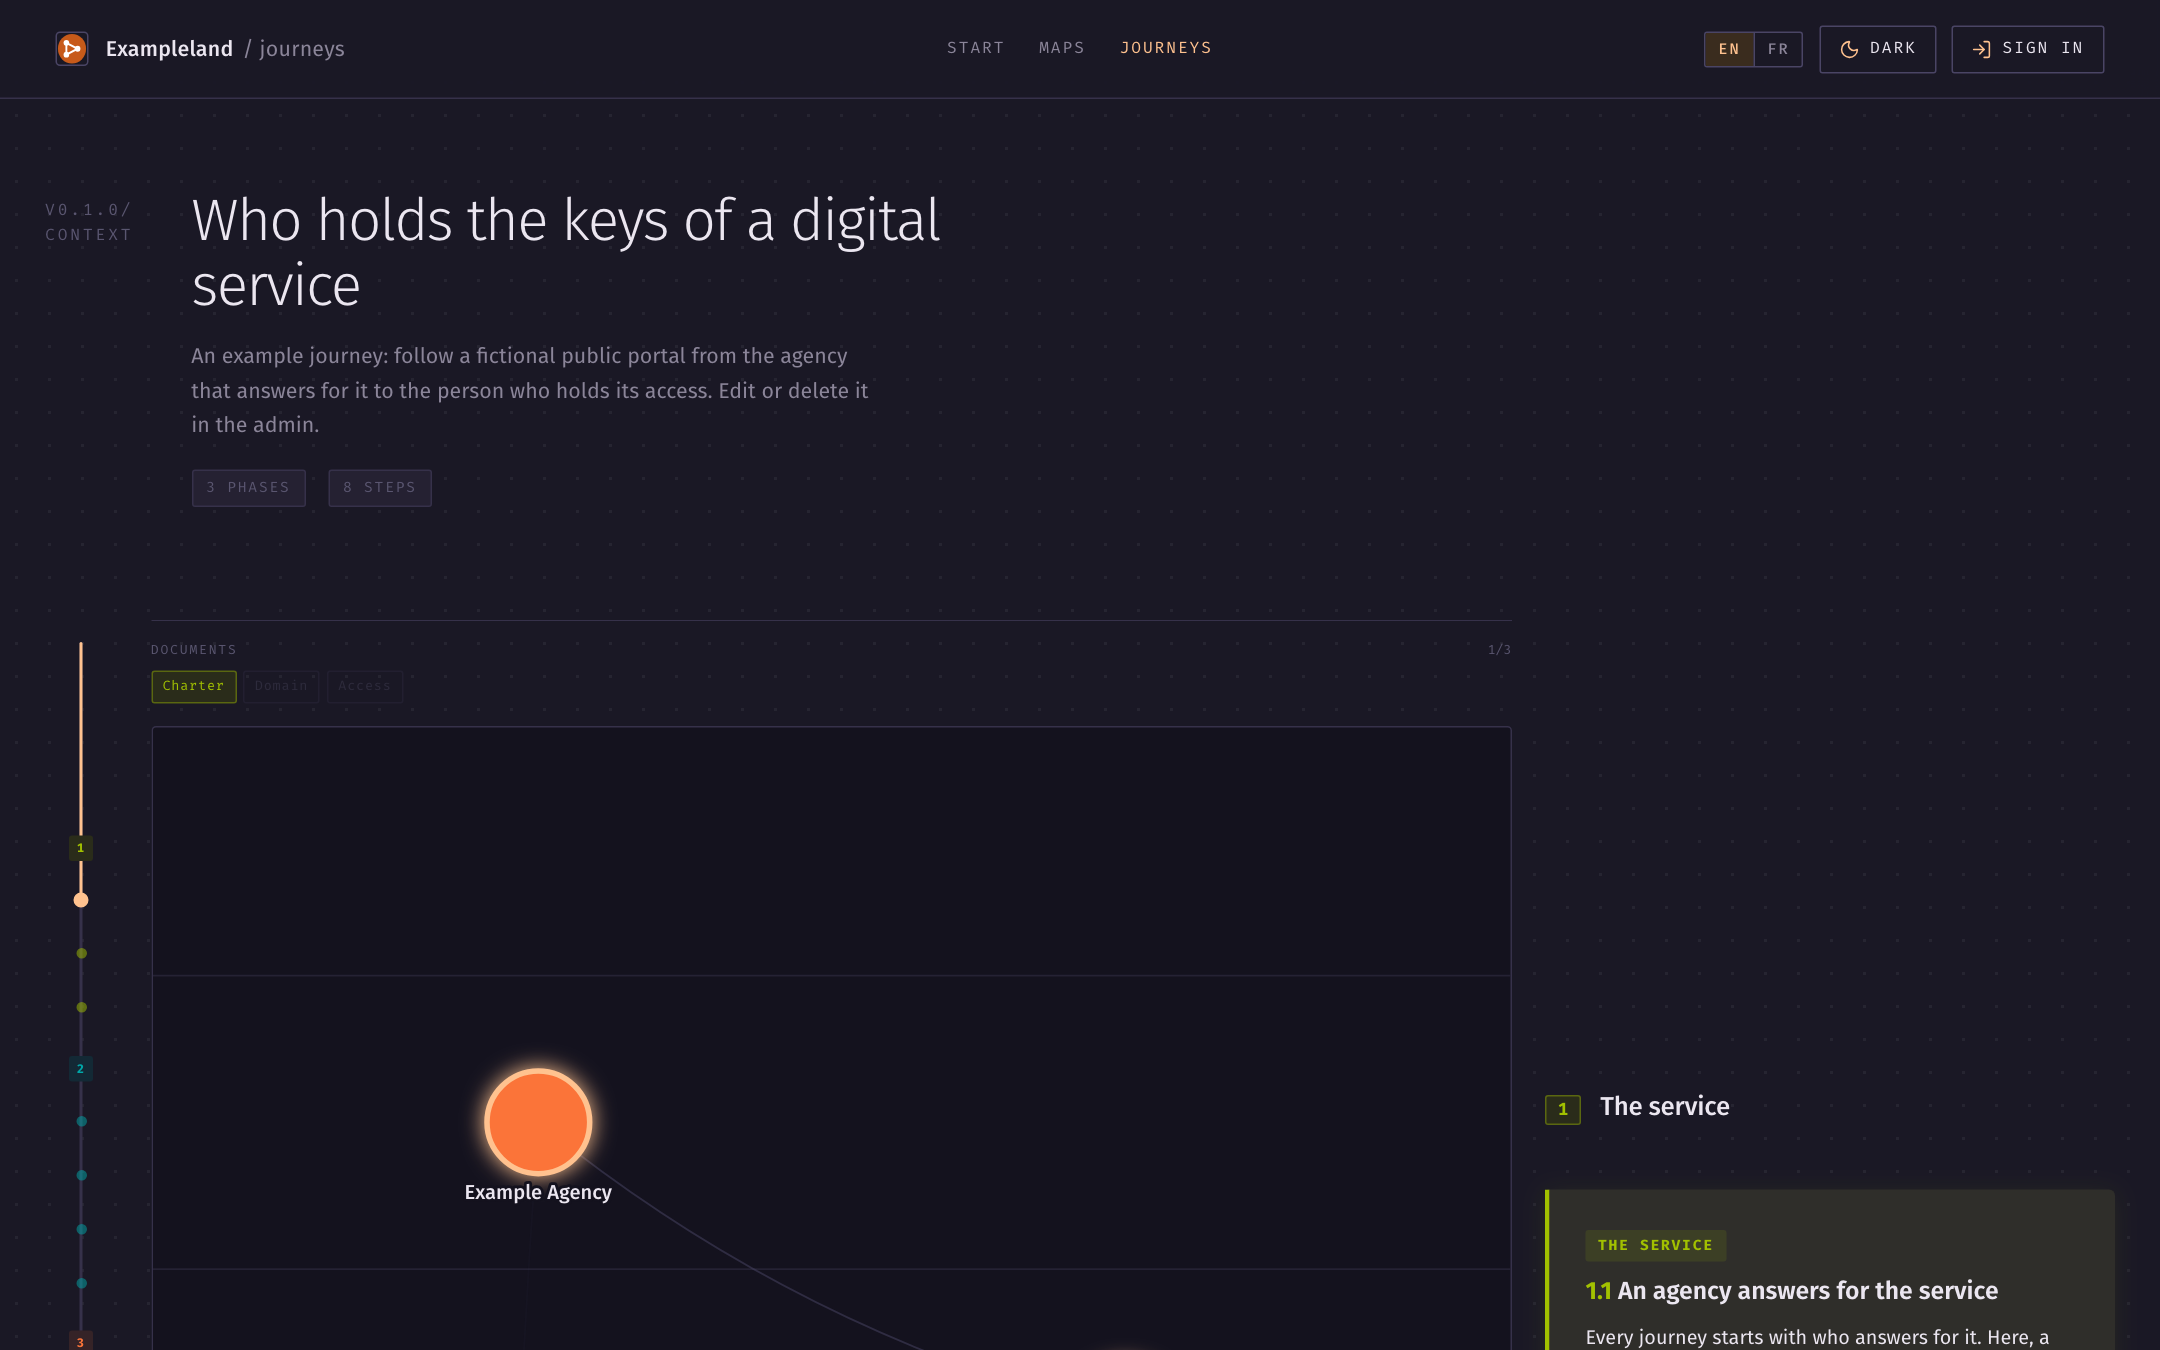 Exampleland / journeys
START MAPS JOURNEYS
EN FR DARK SIGN IN
V0.1.0/
CONTEXT
Who holds the keys of a digital
service
An example journey: follow a fictional public portal from the agency
that answers for it to the person who holds its access. Edit or delete it
in the admin.
3 PHASES 8 STEPS
DOCUMENTS 1/3
Charter Domain Access
1
2
3
Example Agency
1 The service
THE SERVICE
1.1 An agency answers for the service
Every journey starts with who answers for it. Here, a